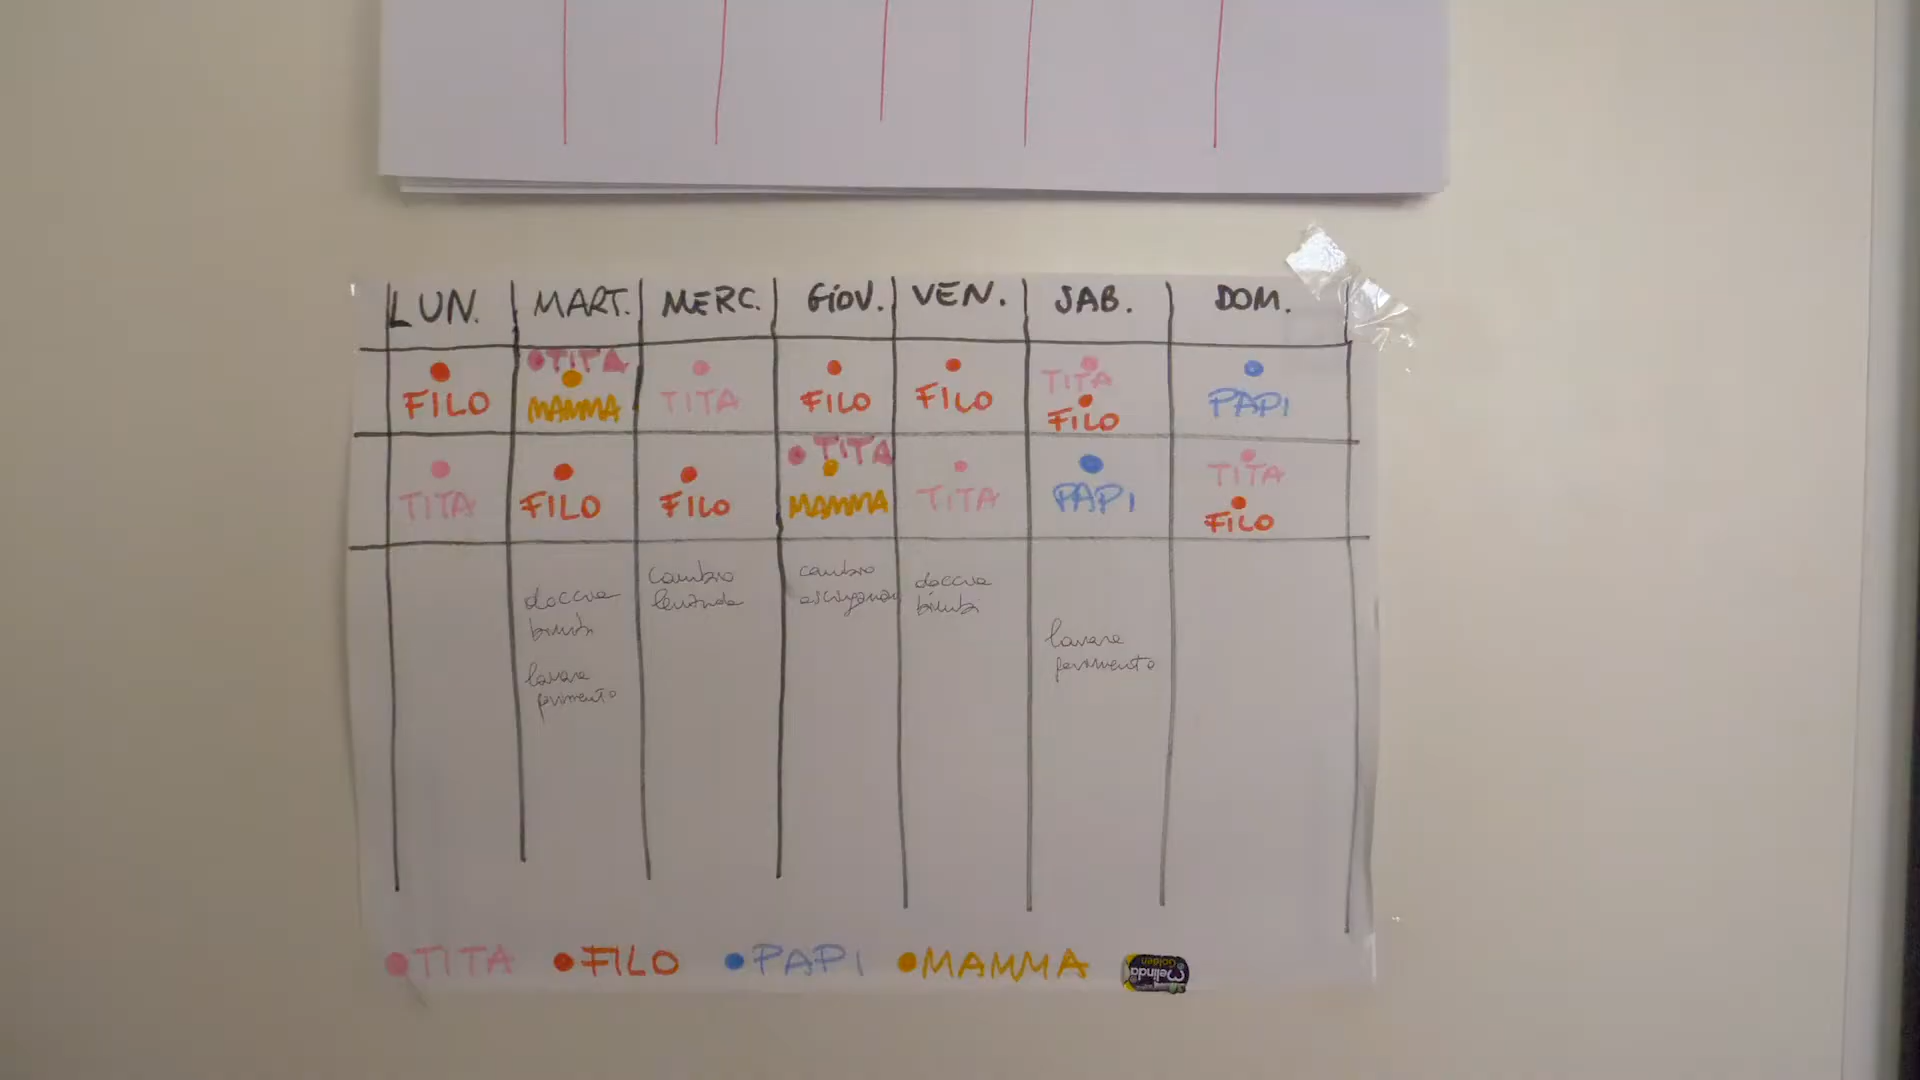 LUN. MART. MERC. GIOV. VEN. SAB. DOM.
TITA TITA
FILO MAMMA TITA FILO FILO FILO PAPI
TITA TITA
TITA FILO FILO MAMMA TITA PAPI FILO
cambio cambio doccia
doccia lenzuola asciugamani bimbi
bimbi lavare
lavare pavimento
pavimento
TITA FILO PAPI MAMMA
Melinda
Golden